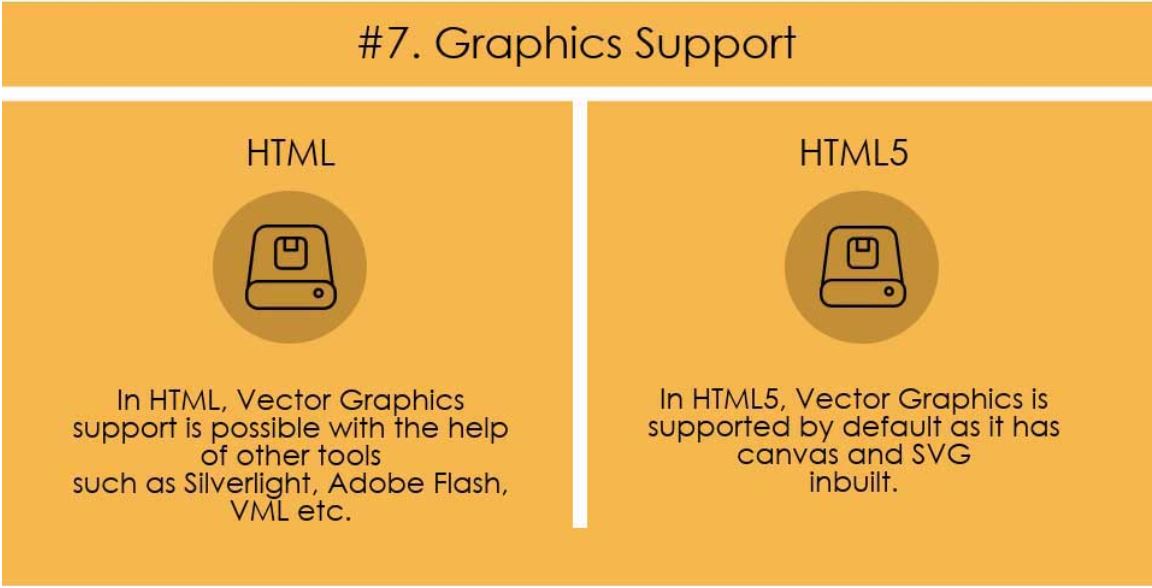 #7. Graphics Support
HTML
In HTML, Vector Graphics
support is possible with the help
of other tools
such as Silverlight, Adobe Flash,
VML etc.
HTML5
In HTML5, Vector Graphics is
supported by default as it has
canvas and SVG
inbuilt.